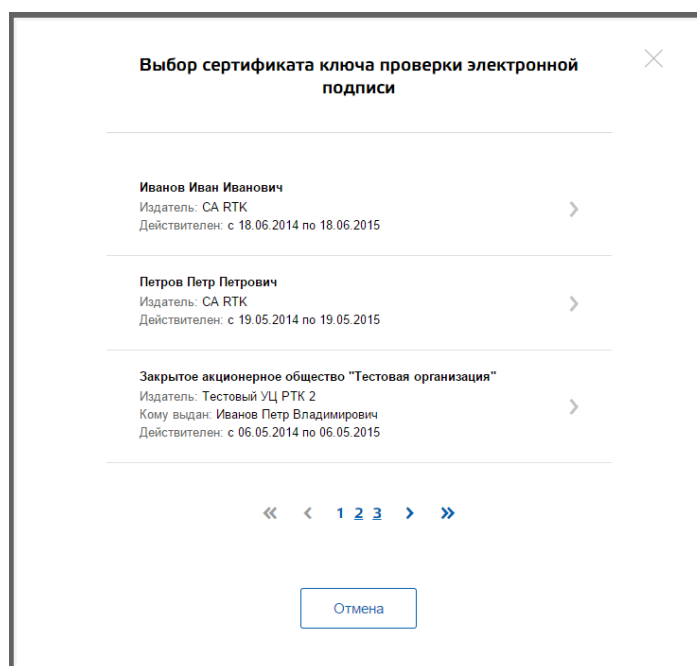 Выбор сертификата ключа проверки электронной
подписи
Иванов Иван Иванович
Издатель: CA RTK
Действителен: с 18.06.2014 по 18.06.2015
Петров Петр Петрович
Издатель: CA RTK
Действителен: с 19.05.2014 по 19.05.2015
Закрытое акционерное общество "Тестовая организация"
Издатель: Тестовый УЦ РТК 2
Кому выдан: Иванов Петр Владимирович
Действителен: с 06.05.2014 по 06.05.2015
« ‹ 1 2 3 › »
Отмена